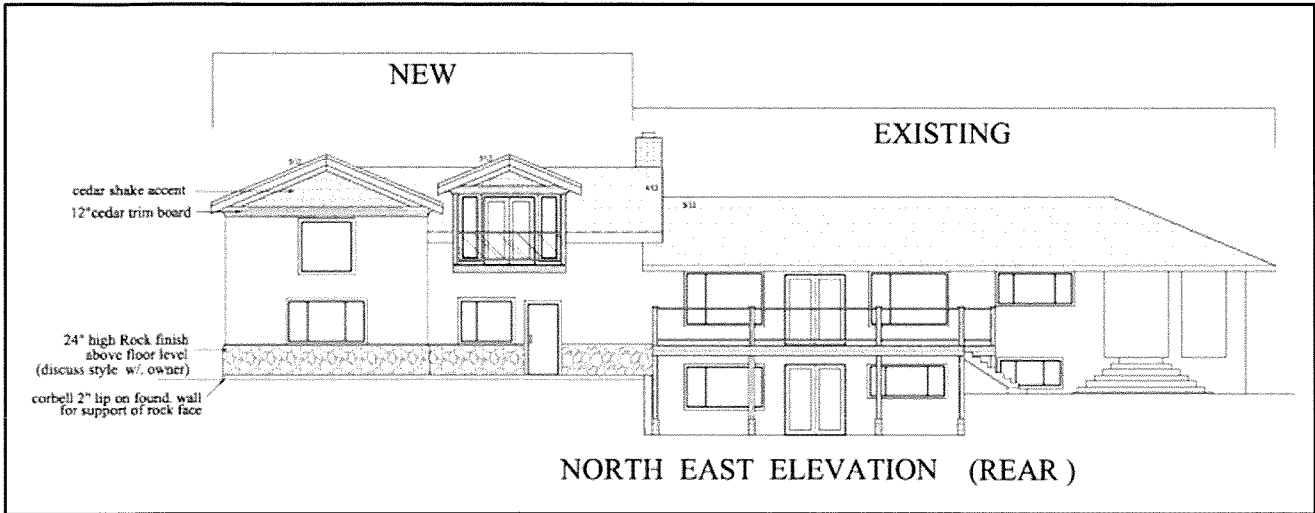 NEW
EXISTING
cedar shake accent
12"cedar trim board
24" high Rock finish
above floor level
(discuss style w/. owner)
corbell 2" lip on found. wall
for support of rock face
NORTH EAST ELEVATION (REAR )